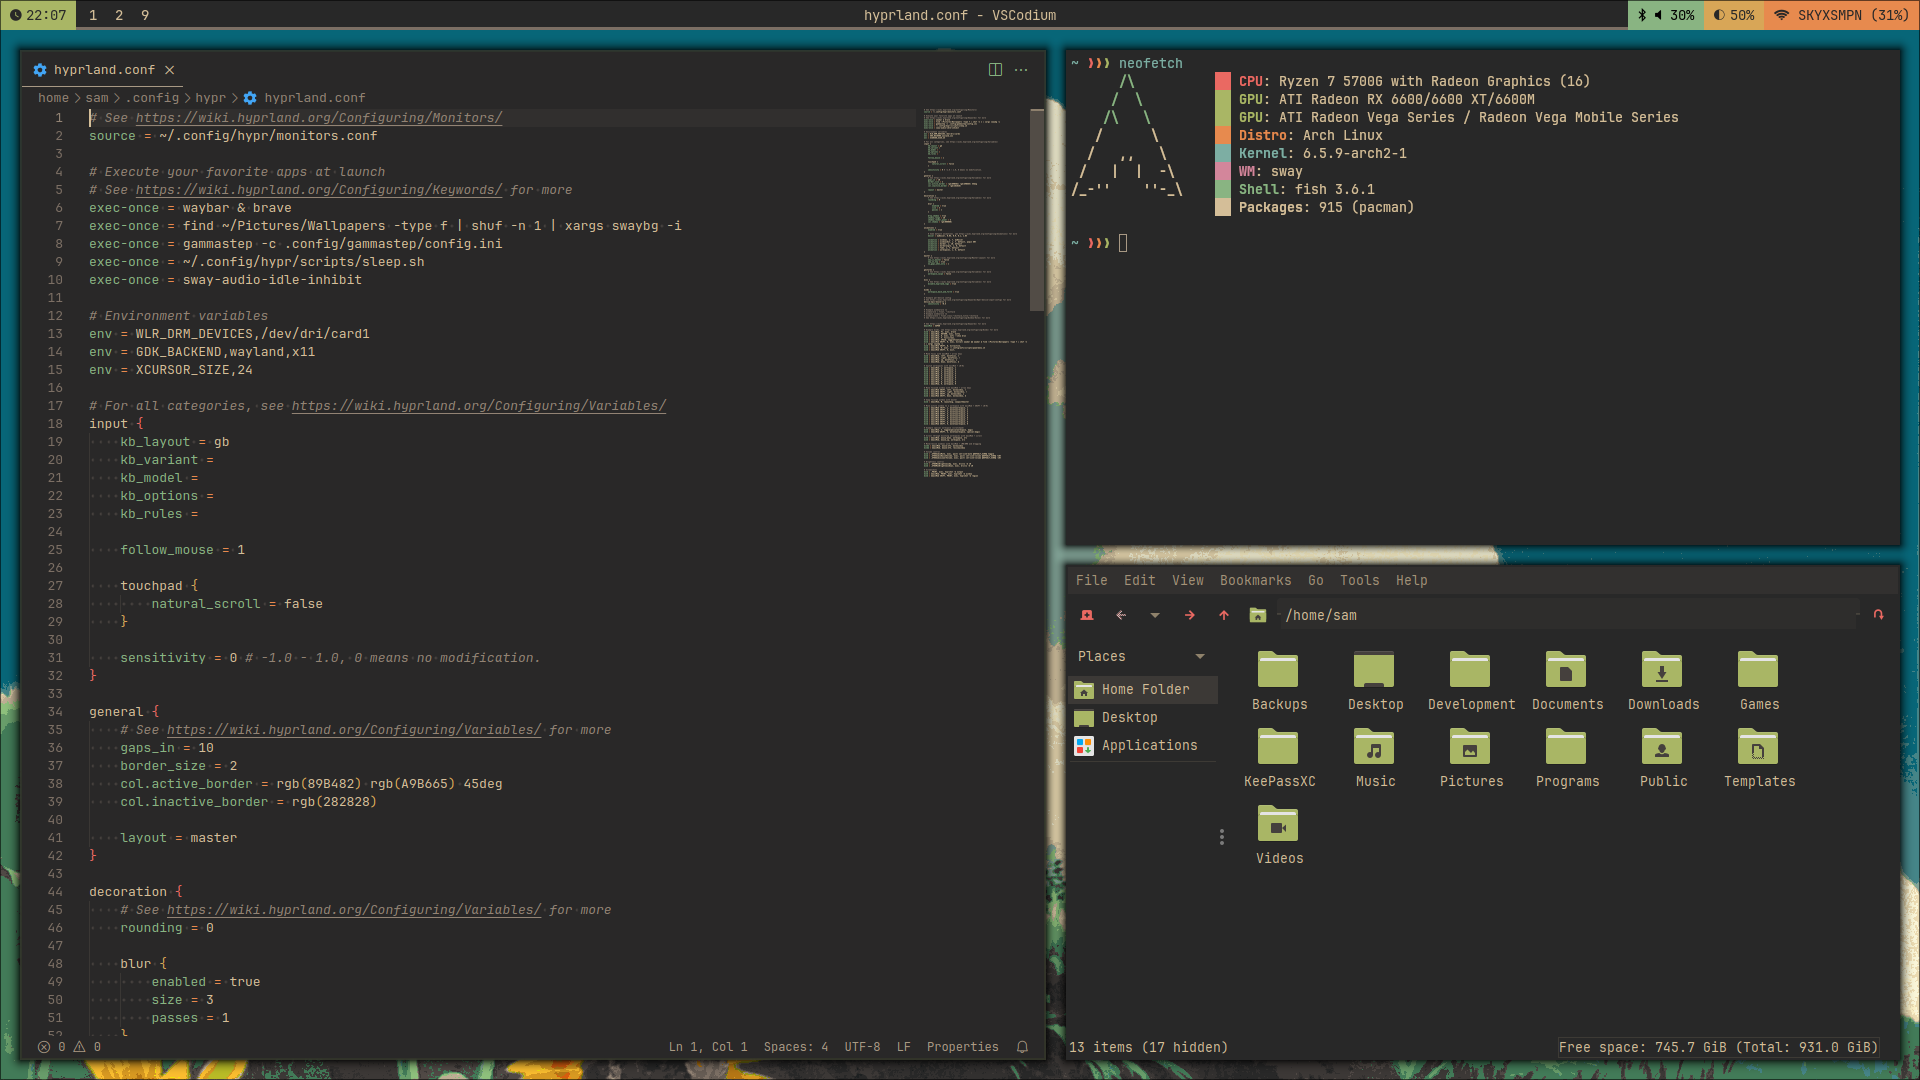 22:07 1 2 9 hyprland.conf - VSCodium 30% 50% SKYXSMPN (31%)
hyprland.conf
home > sam > .config > hypr > hyprland.conf
1 # See https://wiki.hyprland.org/Configuring/Monitors/
2 source = ~/.config/hypr/monitors.conf
3
4 # Execute your favorite apps at launch
5 # See https://wiki.hyprland.org/Configuring/Keywords/ for more
6 exec-once = waybar & brave
7 exec-once = find ~/Pictures/Wallpapers -type f | shuf -n 1 | xargs swaybg -i
8 exec-once = gammastep -c .config/gammastep/config.ini
9 exec-once = ~/.config/hypr/scripts/sleep.sh
10 exec-once = sway-audio-idle-inhibit
11
12 # Environment variables
13 env = WLR_DRM_DEVICES,/dev/dri/card1
14 env = GDK_BACKEND,wayland,x11
15 env = XCURSOR_SIZE,24
16
17 # For all categories, see https://wiki.hyprland.org/Configuring/Variables/
18 input {
19 kb_layout = gb
20 kb_variant =
21 kb_model =
22 kb_options =
23 kb_rules =
24
25 follow_mouse = 1
26
27 touchpad {
28 natural_scroll = false
29 }
30
31 sensitivity = 0 # -1.0 - 1.0, 0 means no modification.
32 }
33
34 general {
35 # See https://wiki.hyprland.org/Configuring/Variables/ for more
36 gaps_in = 10
37 border_size = 2
38 col.active_border = rgb(89B482) rgb(A9B665) 45deg
39 col.inactive_border = rgb(282828)
40
41 layout = master
42 }
43
44 decoration {
45 # See https://wiki.hyprland.org/Configuring/Variables/ for more
46 rounding = 0
47
48 blur {
49 enabled = true
50 size = 3
51 passes = 1
52 }
0 0 Ln 1, Col 1 Spaces: 4 UTF-8 LF Properties
~ ❱❱❱ neofetch
CPU: Ryzen 7 5700G with Radeon Graphics (16)
GPU: ATI Radeon RX 6600/6600 XT/6600M
GPU: ATI Radeon Vega Series / Radeon Vega Mobile Series
Distro: Arch Linux
Kernel: 6.5.9-arch2-1
WM: sway
Shell: fish 3.6.1
Packages: 915 (pacman)
~ ❱❱❱
File Edit View Bookmarks Go Tools Help
/home/sam
Places
Home Folder
Desktop
Applications
Backups Desktop Development Documents Downloads Games
KeePassXC Music Pictures Programs Public Templates
Videos
13 items (17 hidden) Free space: 745.7 GiB (Total: 931.0 GiB)